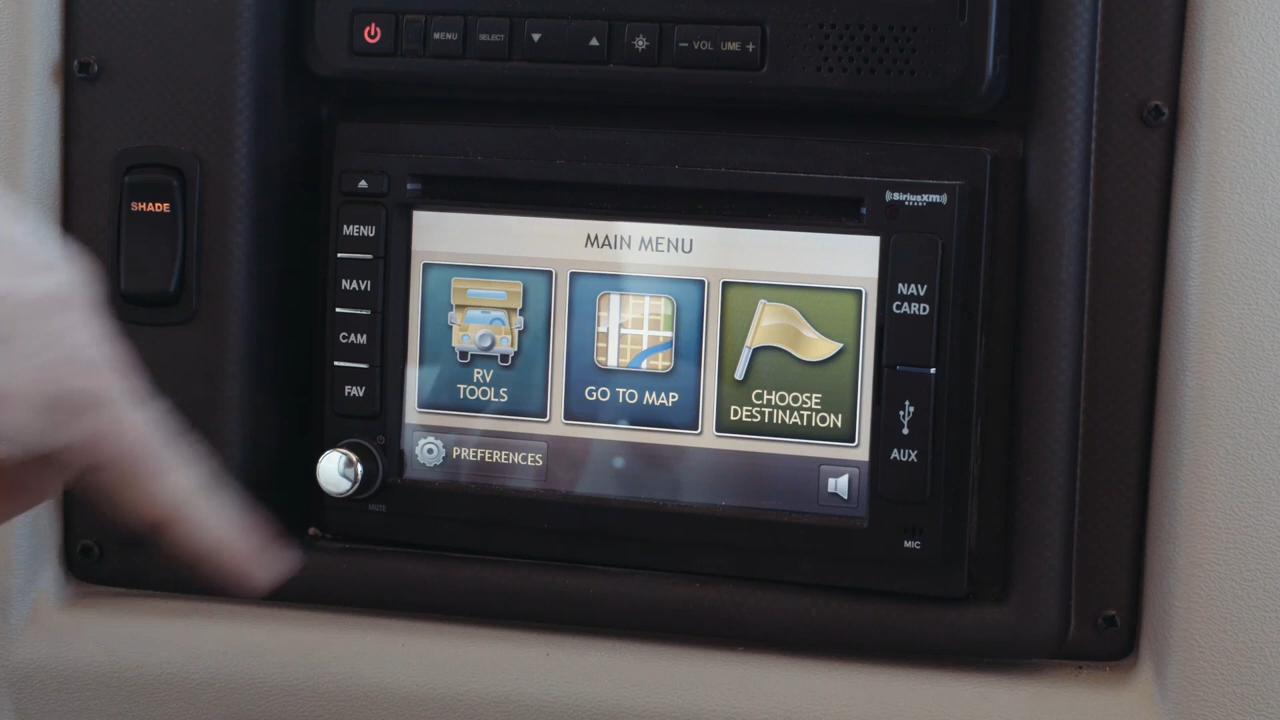 MENU
SELECT
− VOL UME +
SHADE
((SiriusXM))
READY
MENU
NAVI
CAM
FAV
MUTE
MAIN MENU
RV
TOOLS
GO TO MAP
CHOOSE
DESTINATION
PREFERENCES
NAV
CARD
AUX
MIC